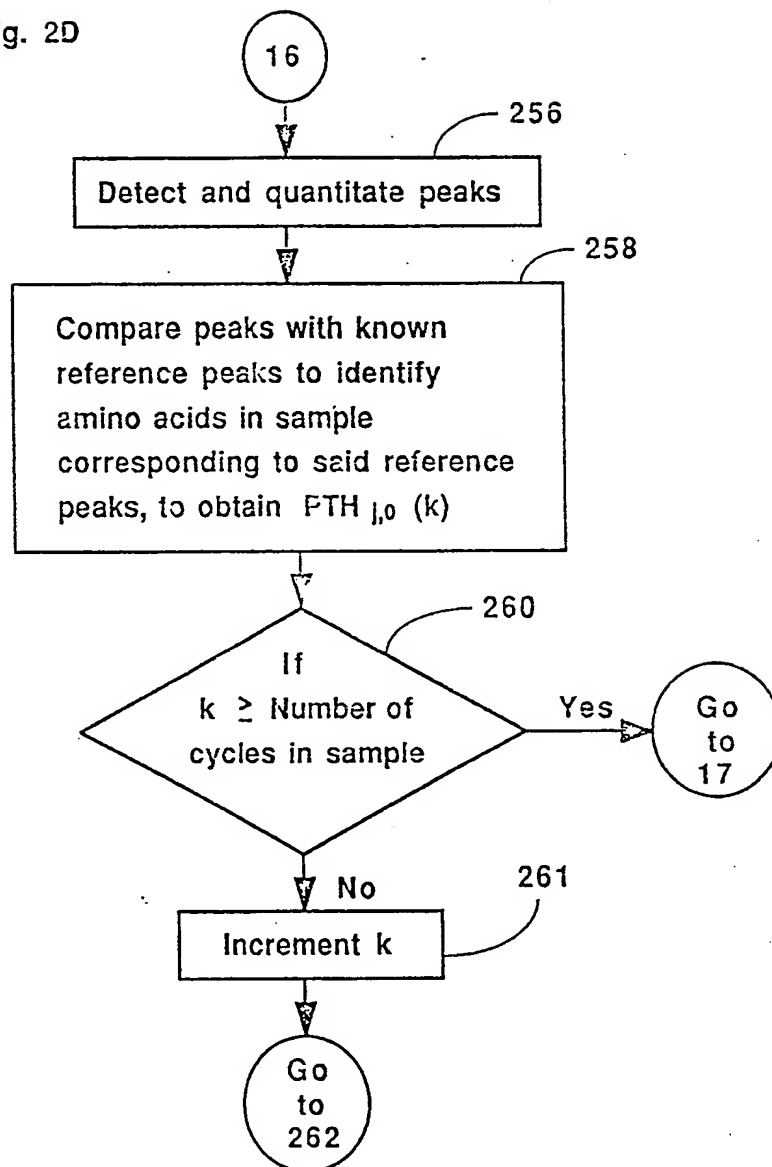 g. 2D
16
256
Detect and quantitate peaks
258
Compare peaks with known
reference peaks to identify
amino acids in sample
corresponding to said reference
peaks, to obtain PTH j,0 (k)
260
If
k ≥ Number of
cycles in sample
Yes
Go
to
17
No
261
Increment k
Go
to
262